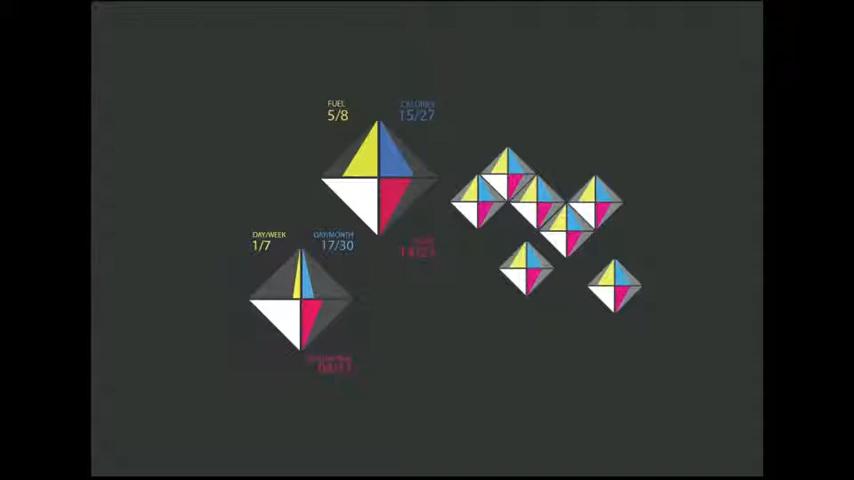 FUEL
5/8
CALORIES
15/27
DAY/WEEK
1/7
DAY/MONTH
17/30